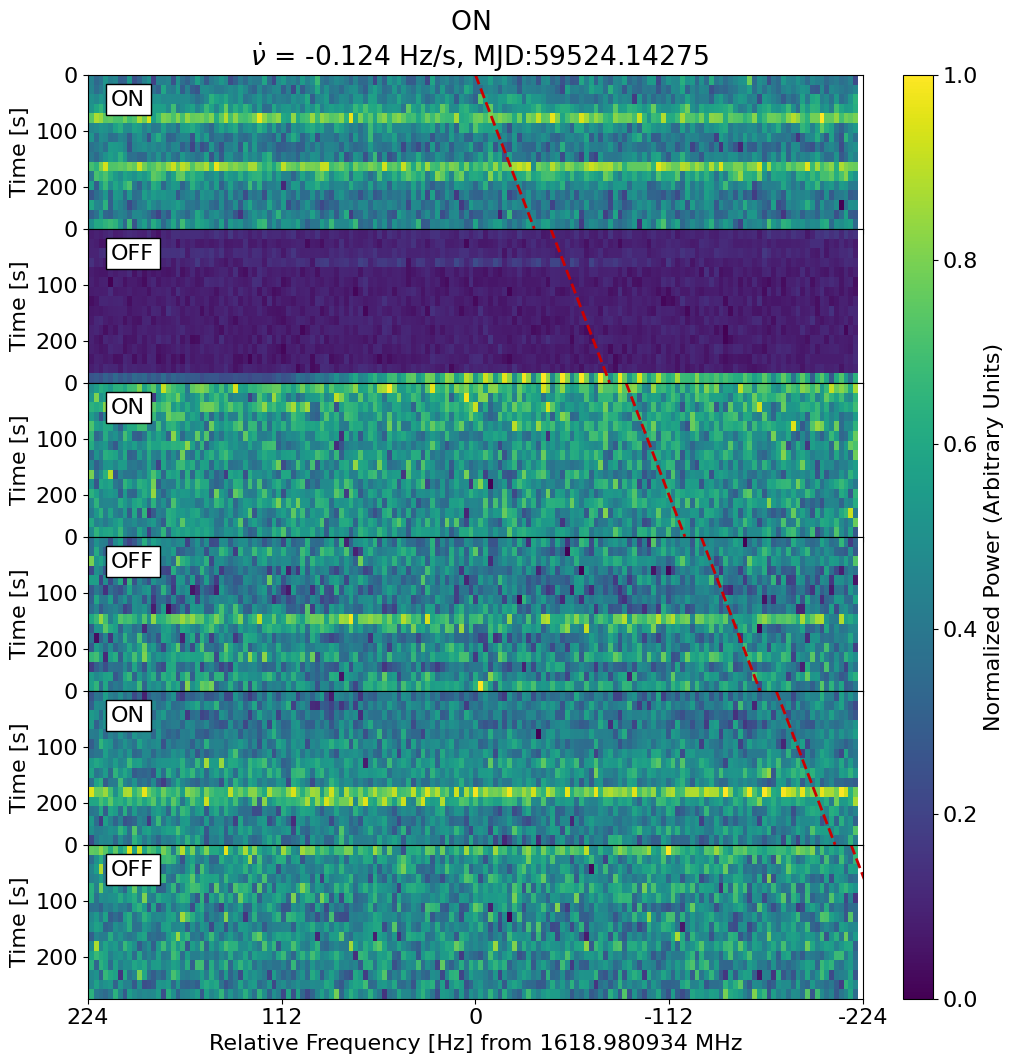 ON
ν̇ = -0.124 Hz/s, MJD:59524.14275
0
ON
100
Time [s]
200
0
OFF
100
Time [s]
200
0
ON
100
Time [s]
200
0
OFF
100
Time [s]
200
0
ON
100
Time [s]
200
0
OFF
100
Time [s]
200
224 112 0 -112 -224
Relative Frequency [Hz] from 1618.980934 MHz
1.0
0.8
0.6
0.4
0.2
0.0
Normalized Power (Arbitrary Units)